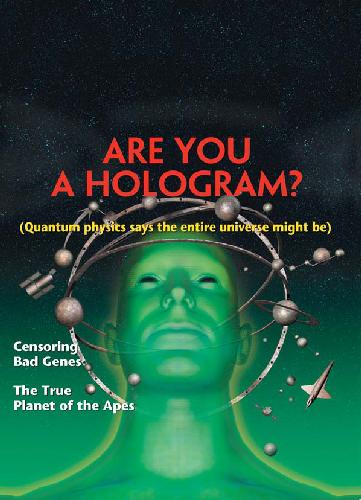 ARE YOU
A HOLOGRAM?
(Quantum physics says the entire universe might be)
Censoring
Bad Genes
The True
Planet of the Apes